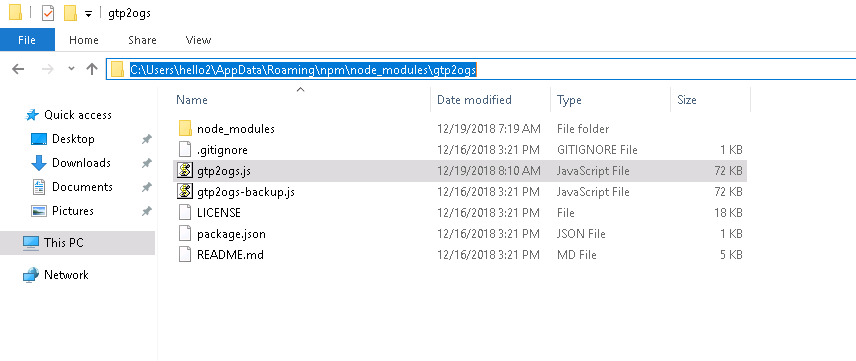 gtp2ogs
File Home Share View
C:\Users\hello2\AppData\Roaming\npm\node_modules\gtp2ogs
Name Date modified Type Size
Quick access
Desktop
Downloads
Documents
Pictures
This PC
Network
node_modules 12/19/2018 7:19 AM File folder
.gitignore 12/16/2018 3:21 PM GITIGNORE File 1 KB
gtp2ogs.js 12/19/2018 8:10 AM JavaScript File 72 KB
gtp2ogs-backup.js 12/16/2018 3:21 PM JavaScript File 72 KB
LICENSE 12/16/2018 3:21 PM File 18 KB
package.json 12/16/2018 3:21 PM JSON File 1 KB
README.md 12/16/2018 3:21 PM MD File 5 KB